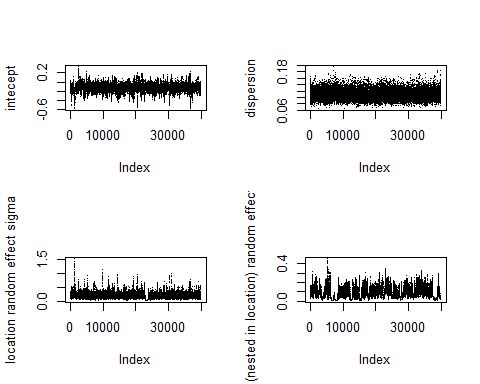 intecept
0.2
-0.6
0 10000 30000
Index
dispersion
0.18
0.06
0 10000 30000
Index
location random effect sigma
1.5
0.0
0 10000 30000
Index
(nested in location) random effec
0.4
0.0
0 10000 30000
Index